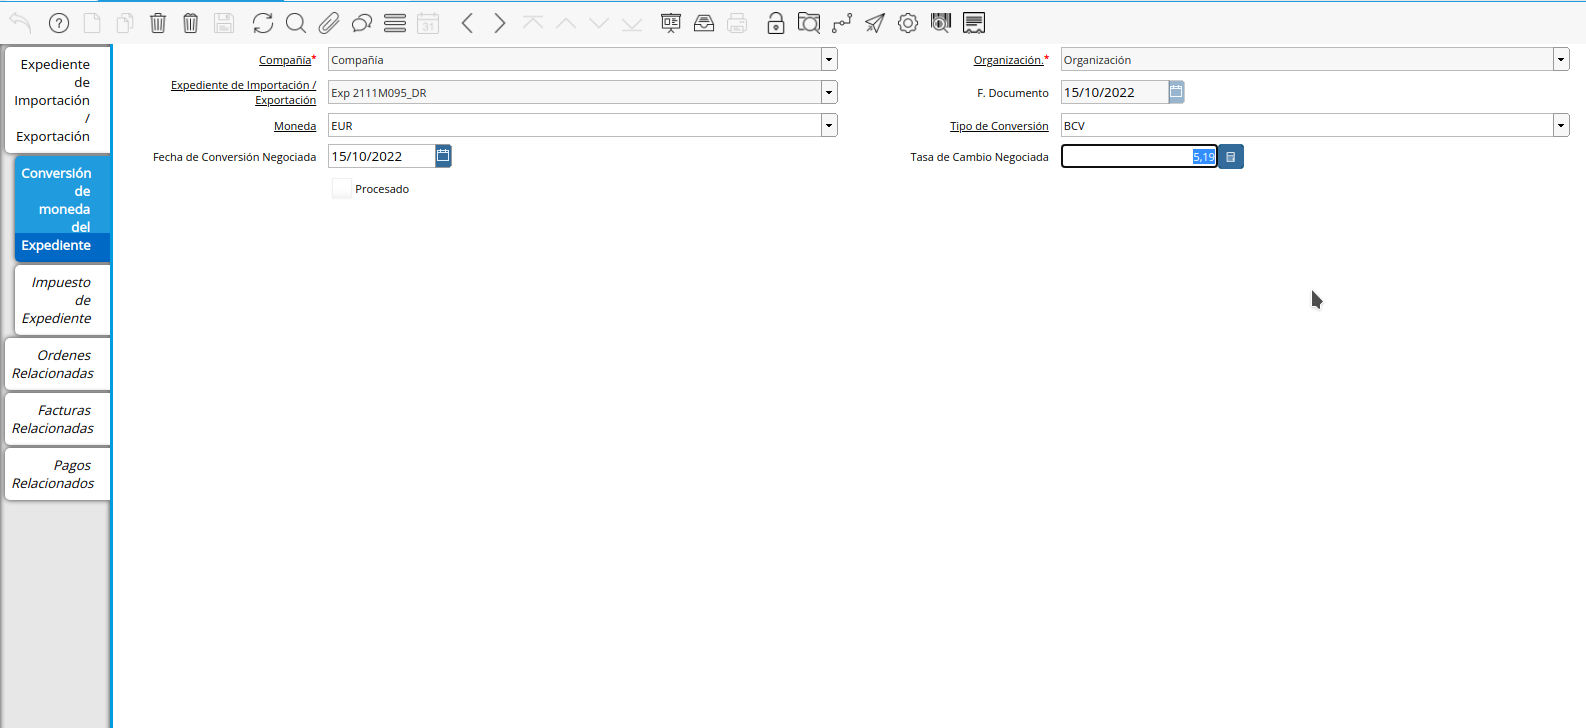 31
Expediente
de
Importación
/
Exportación
Conversión
de
moneda
del
Expediente
Impuesto
de
Expediente
Ordenes
Relacionadas
Facturas
Relacionadas
Pagos
Relacionados
Compañía* Compañía Organización.* Organización
Expediente de Importación /
Exportación Exp 2111M095_DR F. Documento 15/10/2022
Moneda EUR Tipo de Conversión BCV
Fecha de Conversión Negociada 15/10/2022 Tasa de Cambio Negociada 5,19
Procesado